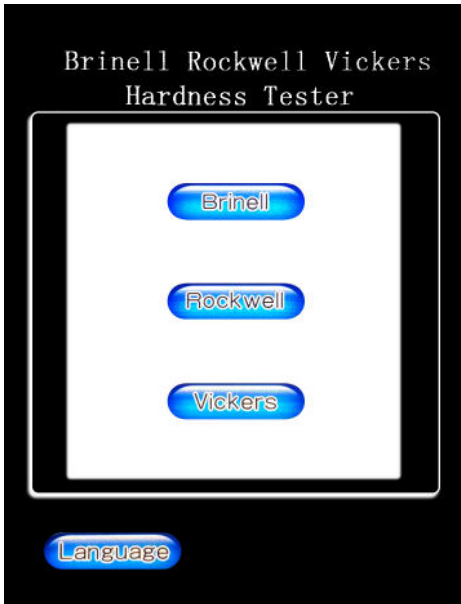 Brinell Rockwell Vickers
Hardness Tester
Brinell
Rockwell
Vickers
Language